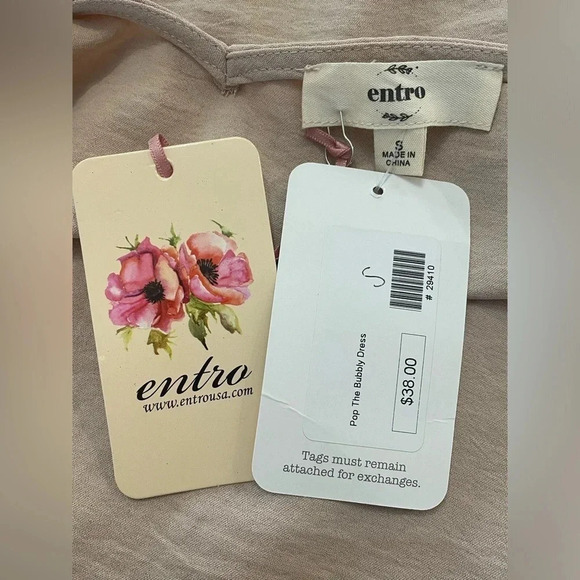 entro
S
MADE IN
CHINA
entro
www.entrousa.com
S
# 29410
Pop The Bubbly Dress
$38.00
Tags must remain
attached for exchanges.